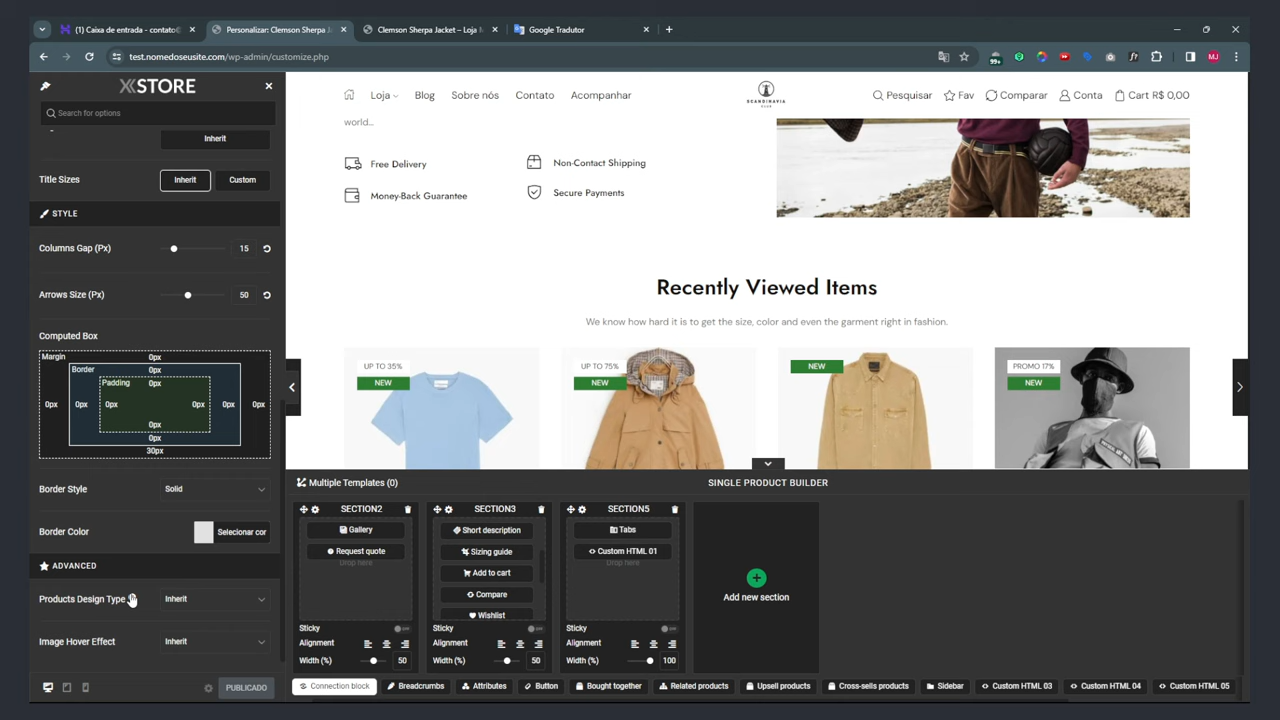 (1) Caixa de entrada - contato@
Personalizar: Clemson Sherpa Ja
Clemson Sherpa Jacket – Loja M
Google Tradutor
test.nomedoseusite.com/wp-admin/customize.php
99+
MJ
XSTORE
Search for options
Inherit
Title Sizes
Inherit
Custom
STYLE
Columns Gap (Px)
15
Arrows Size (Px)
50
Computed Box
Margin
0px
Border
0px
Padding
0px
0px
0px
0px
0px
0px
0px
0px
0px
30px
Border Style
Solid
Border Color
Selecionar cor
ADVANCED
Products Design Type
Inherit
Image Hover Effect
Inherit
PUBLICADO
Loja
Blog
Sobre nós
Contato
Acompanhar
SCANDINAVIA
Pesquisar
Fav
Comparar
Conta
Cart R$ 0,00
world...
Free Delivery
Non-Contact Shipping
Money-Back Guarantee
Secure Payments
Recently Viewed Items
We know how hard it is to get the size, color and even the garment right in fashion.
UP TO 35%
NEW
UP TO 75%
NEW
NEW
PROMO 17%
NEW
Multiple Templates (0)
SINGLE PRODUCT BUILDER
SECTION2
Gallery
Request quote
Drop here
Sticky
Alignment
Width (%)
50
SECTION3
Short description
Sizing guide
Add to cart
Compare
Wishlist
Sticky
Alignment
Width (%)
50
SECTION5
Tabs
Custom HTML 01
Drop here
Sticky
Alignment
Width (%)
100
Add new section
Connection block
Breadcrumbs
Attributes
Button
Bought together
Related products
Upsell products
Cross-sells products
Sidebar
Custom HTML 03
Custom HTML 04
Custom HTML 05